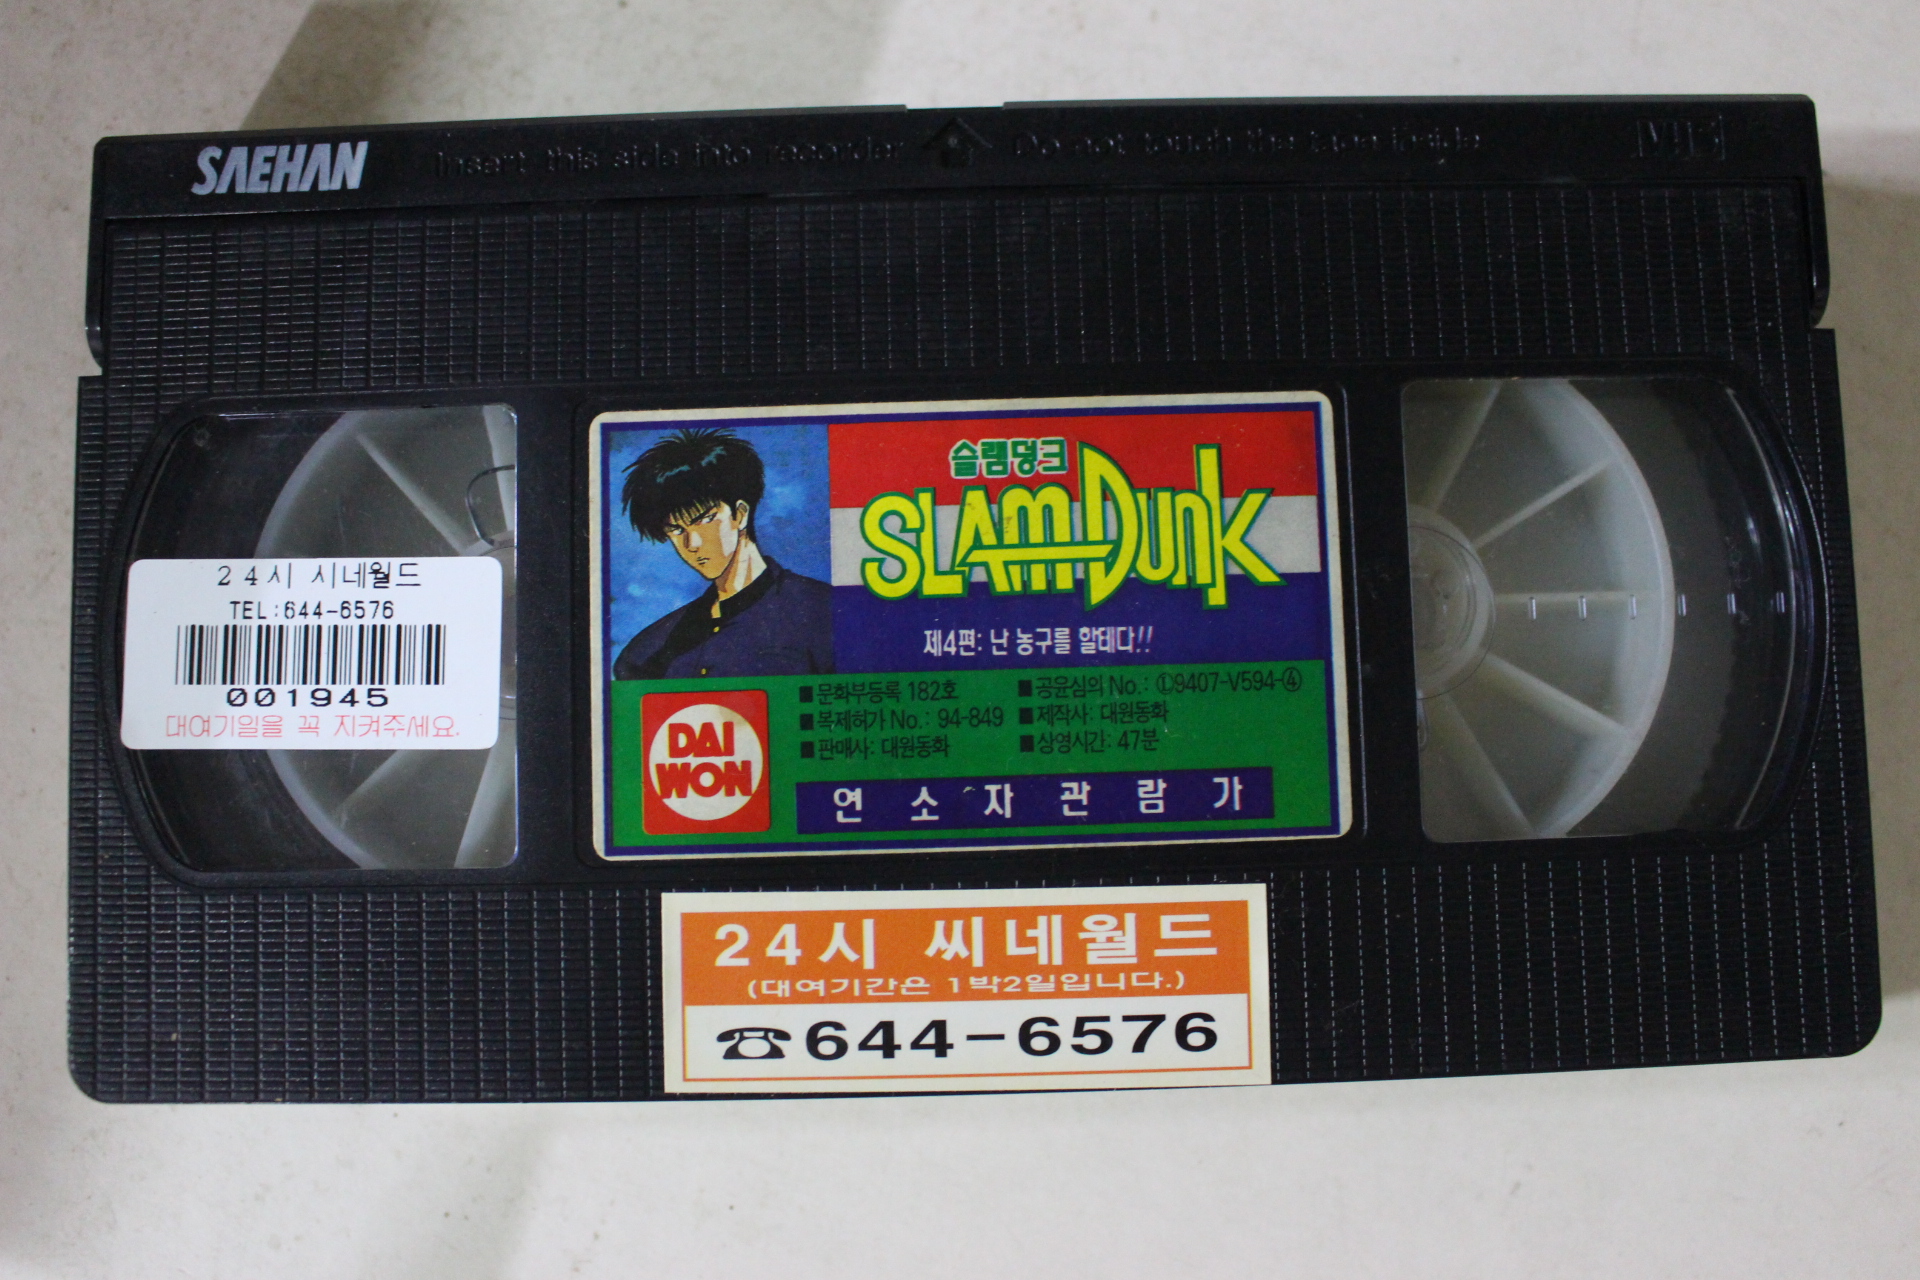 SAEHAN
Insert this side into recorder
Do not touch the tape inside
VHS
24시 시네월드
TEL:644-6576
001945
대여기일을 꼭 지켜주세요.
슬램덩크
SLAM DUNK
제4편: 난 농구를 할테다!!
■문화부등록 182호
■공윤심의 No.: ①9407-V594-④
■복제허가 No.: 94-849
■제작사: 대원동화
■판매사: 대원동화
■상영시간: 47분
DAI
WON
연소자관람가
24시 씨네월드
(대여기간은 1박2일입니다.)
☎644-6576